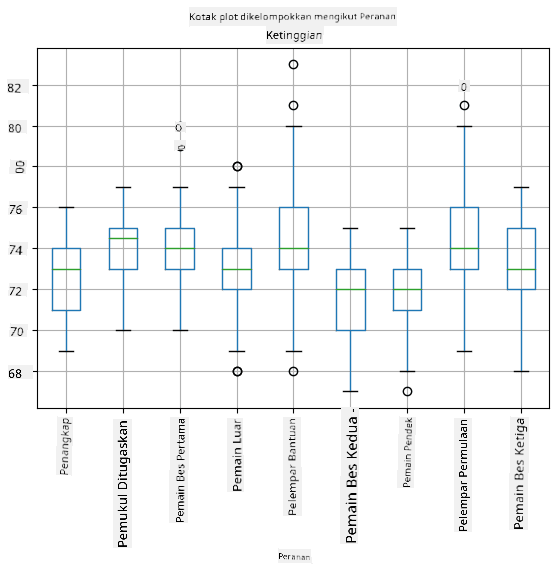 Kotak plot dikelompokkan mengikut Peranan
Ketinggian
82
80
00
76
74
72
70
68
Penangkap
Pemukul Ditugaskan
Pemain Bes Pertama
Pemain Luar
Pelempar Bantuan
Pemain Bes Kedua -
Pemain Pendek
Pelempar Permulaan
Pemain Bes Ketiga
Peranan